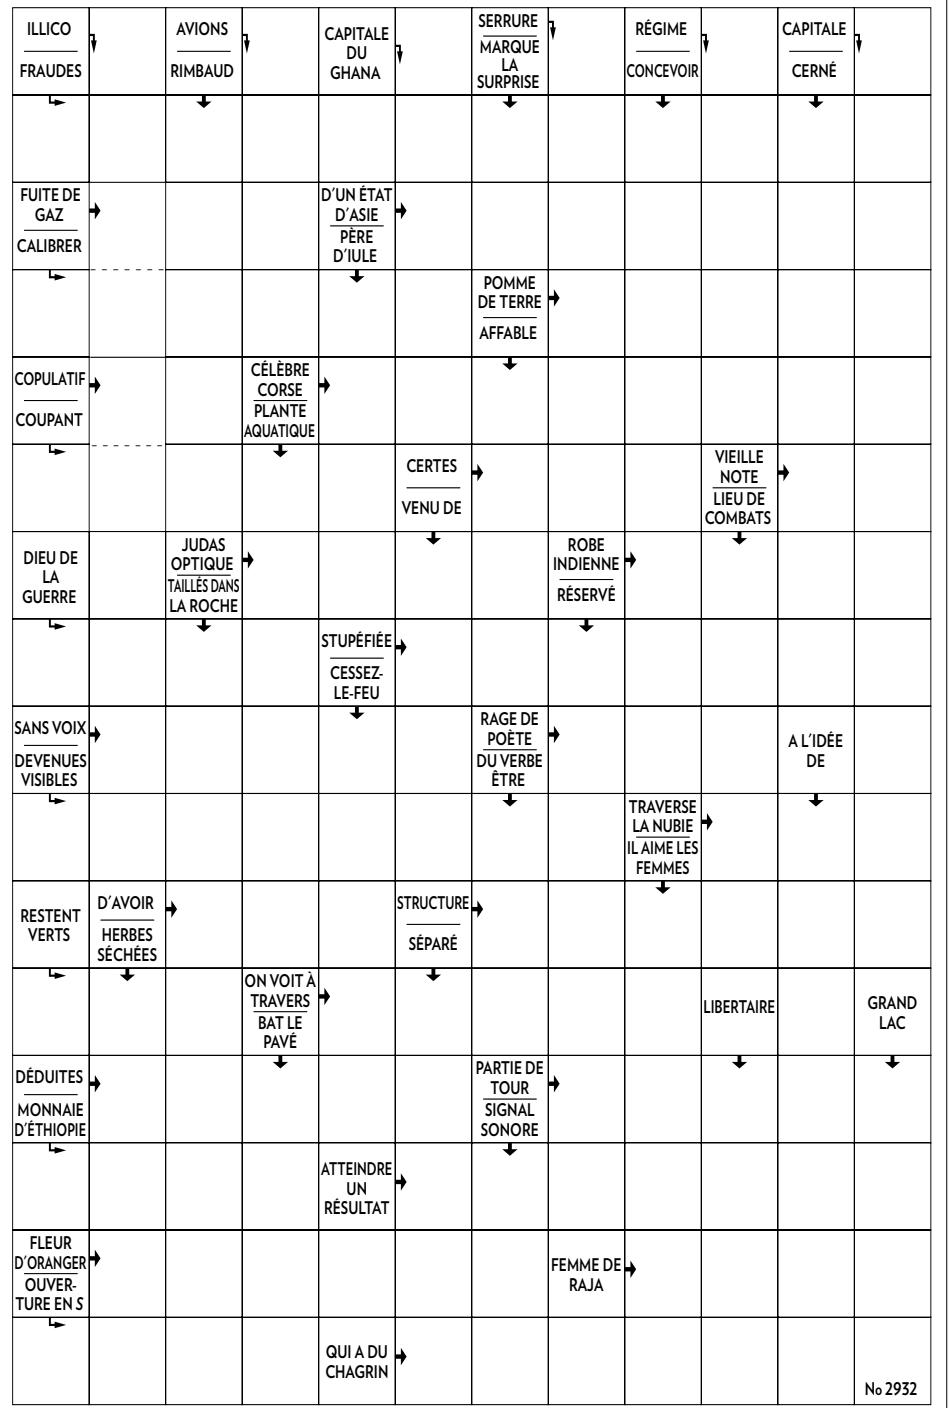 ILLICO
FRAUDES
AVIONS
RIMBAUD
CAPITALE
DU
GHANA
SERRURE
MARQUE
LA
SURPRISE
RÉGIME
CONCEVOIR
CAPITALE
CERNÉ
FUITE DE
GAZ
CALIBRER
D'UN ÉTAT
D'ASIE
PÈRE
D'IULE
POMME
DE TERRE
AFFABLE
COPULATIF
COUPANT
CÉLÈBRE
CORSE
PLANTE
AQUATIQUE
CERTES
VENU DE
VIEILLE
NOTE
LIEU DE
COMBATS
DIEU DE
LA
GUERRE
JUDAS
OPTIQUE
TAILLÉS DANS
LA ROCHE
ROBE
INDIENNE
RÉSERVÉ
STUPÉFIÉE
CESSEZ-
LE-FEU
SANS VOIX
DEVENUES
VISIBLES
RAGE DE
POÈTE
DU VERBE
ÊTRE
A L'IDÉE
DE
TRAVERSE
LA NUBIE
IL AIME LES
FEMMES
RESTENT
VERTS
D'AVOIR
HERBES
SÉCHÉES
STRUCTURE
SÉPARÉ
ON VOIT À
TRAVERS
BAT LE
PAVÉ
LIBERTAIRE
GRAND
LAC
DÉDUITES
MONNAIE
D'ÉTHIOPIE
PARTIE DE
TOUR
SIGNAL
SONORE
ATTEINDRE
UN
RÉSULTAT
FLEUR
D'ORANGER
OUVER-
TURE EN S
FEMME DE
RAJA
QUI A DU
CHAGRIN
No 2932